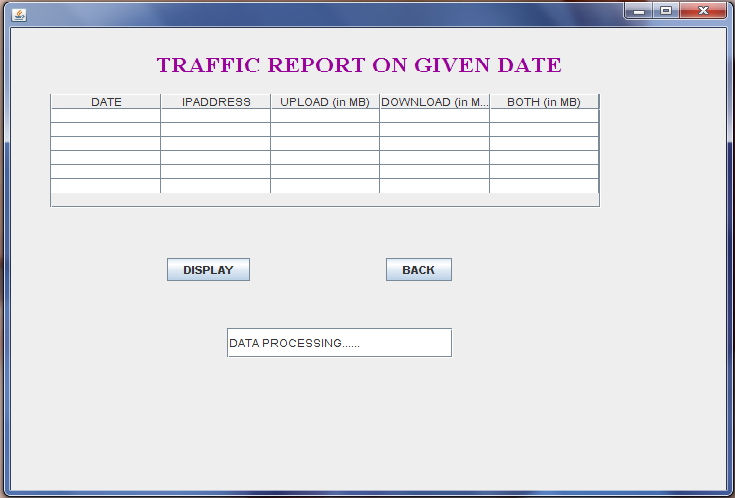 TRAFFIC REPORT ON GIVEN DATE
DATE IPADDRESS UPLOAD (in MB) DOWNLOAD (in M... BOTH (in MB)
DISPLAY BACK
DATA PROCESSING......